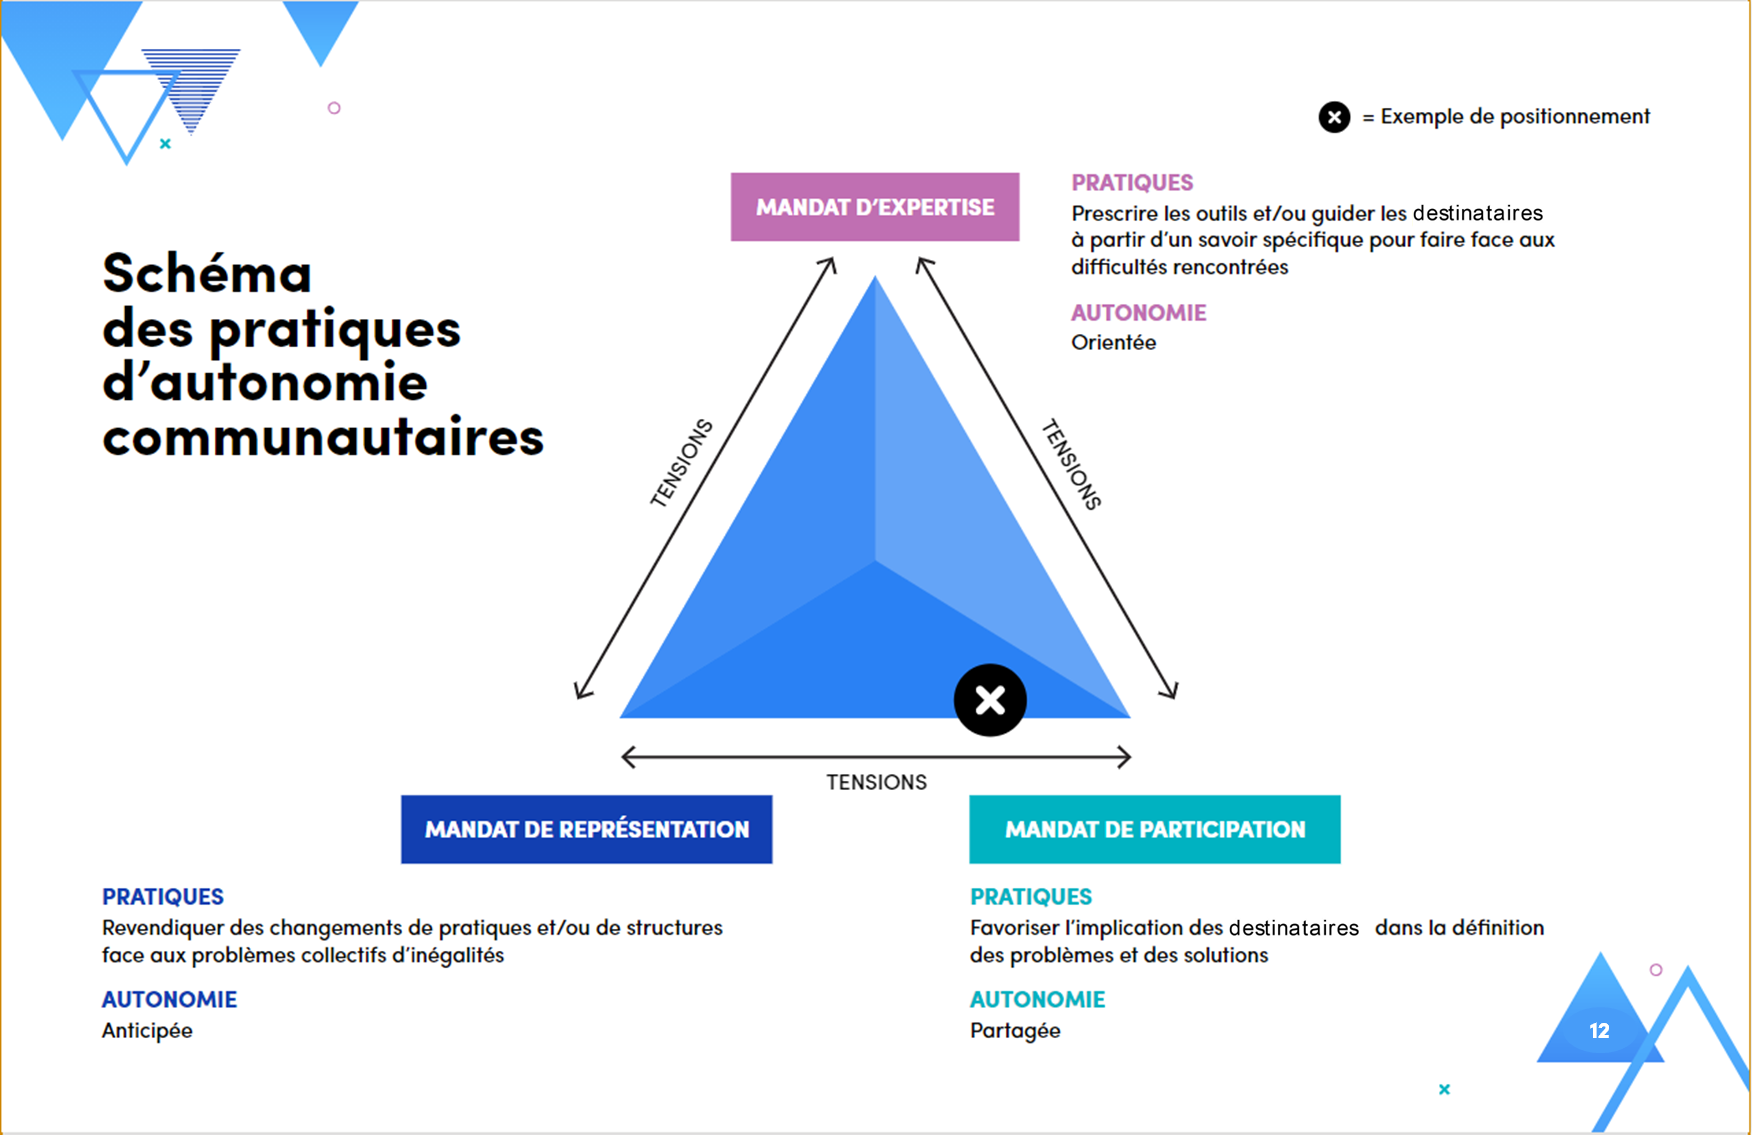 = Exemple de positionnement
Schéma
des pratiques
d’autonomie
communautaires
MANDAT D’EXPERTISE
PRATIQUES
Prescrire les outils et/ou guider les destinataires
à partir d’un savoir spécifique pour faire face aux
difficultés rencontrées
AUTONOMIE
Orientée
TENSIONS
TENSIONS
TENSIONS
MANDAT DE REPRÉSENTATION
PRATIQUES
Revendiquer des changements de pratiques et/ou de structures
face aux problèmes collectifs d’inégalités
AUTONOMIE
Anticipée
MANDAT DE PARTICIPATION
PRATIQUES
Favoriser l’implication des destinataires dans la définition
des problèmes et des solutions
AUTONOMIE
Partagée
12